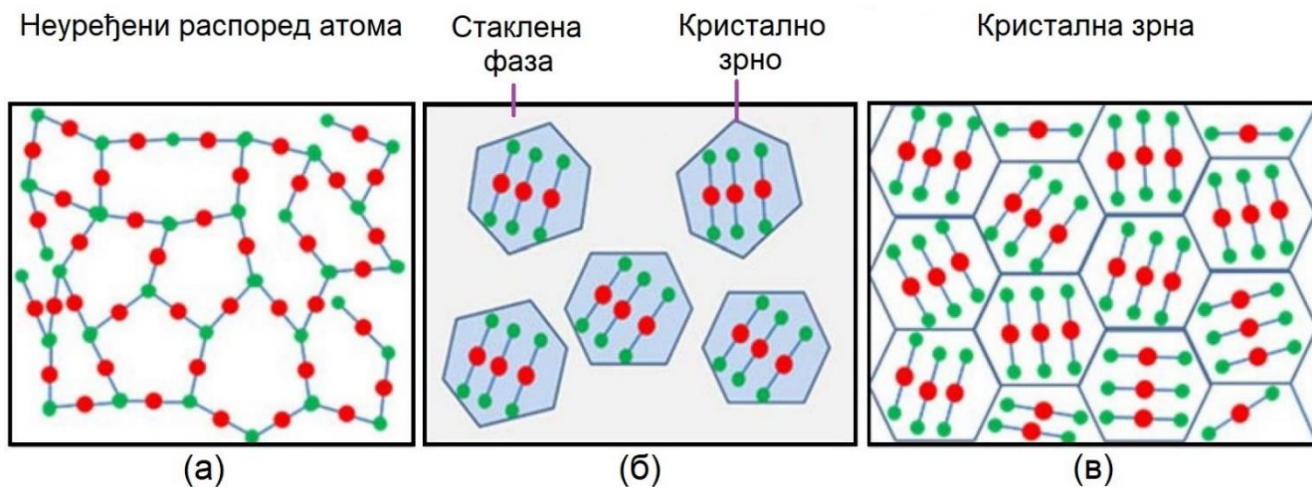 Неуређени распоред атома
Стаклена
фаза
Кристално
зрно
Кристална зрна
(а)
(б)
(в)